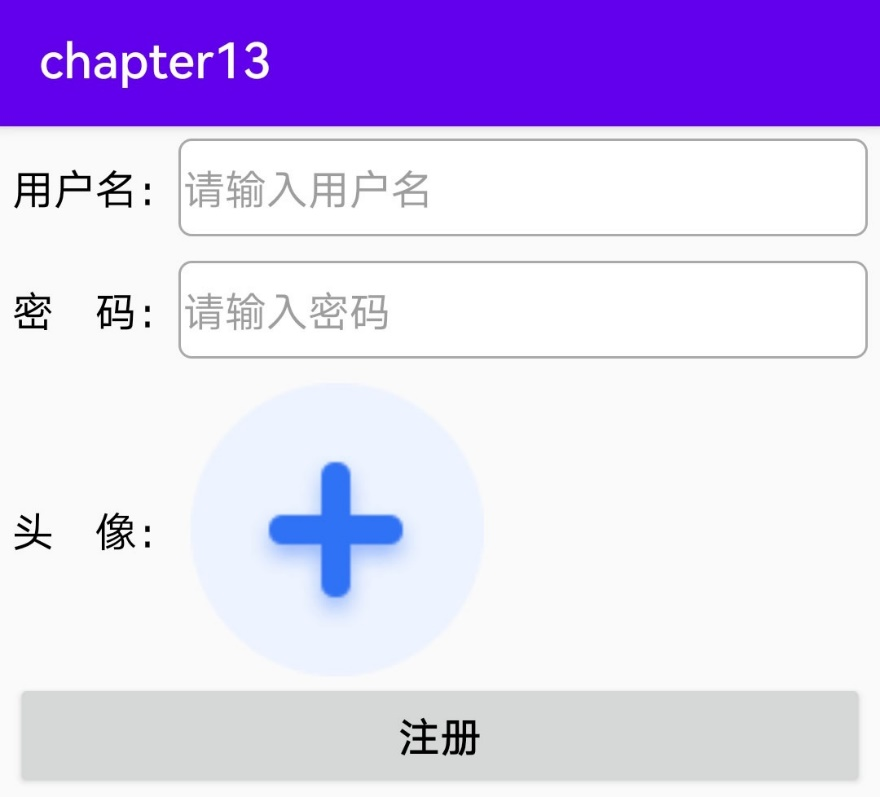 chapter13
用户名: 请输入用户名
密 码: 请输入密码
头 像:
注册